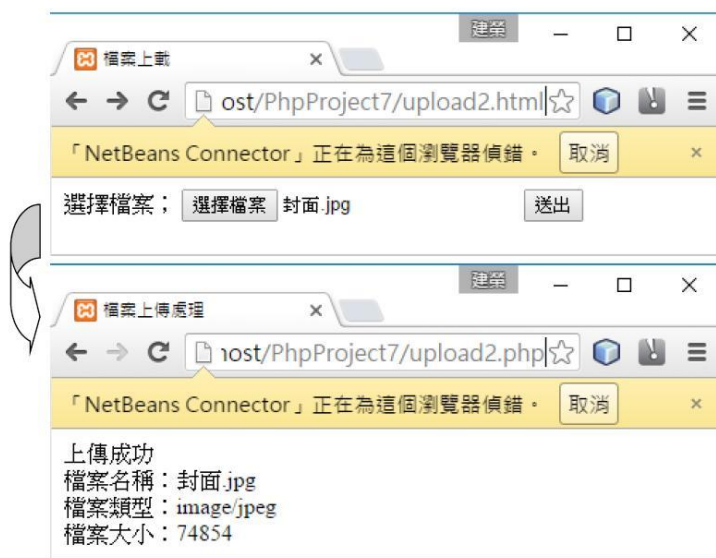 建榮
檔案上載
ost/PhpProject7/upload2.html
「NetBeans Connector」正在為這個瀏覽器偵錯。 取消
選擇檔案； 選擇檔案 封面.jpg 送出
建榮
檔案上傳處理
host/PhpProject7/upload2.php
「NetBeans Connector」正在為這個瀏覽器偵錯。 取消
上傳成功
檔案名稱：封面.jpg
檔案類型：image/jpeg
檔案大小：74854